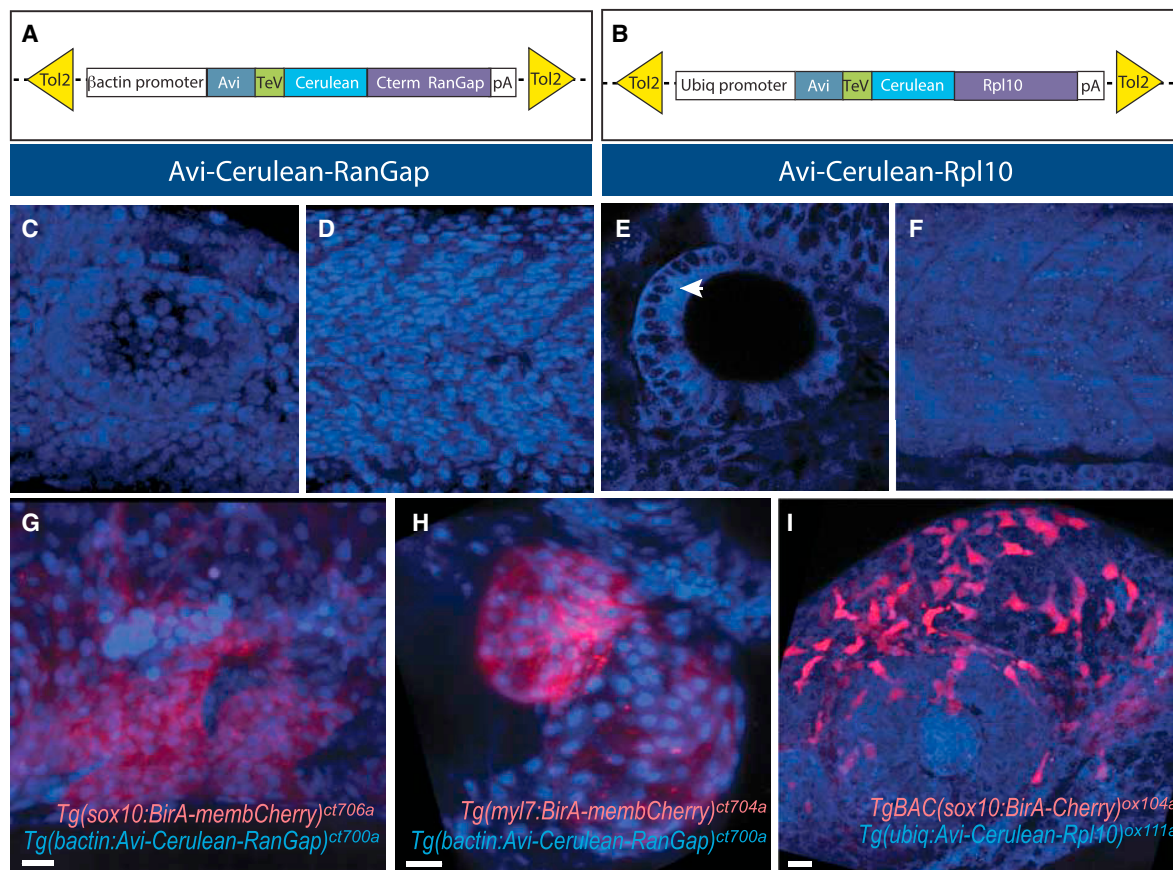 A
Tol2
βactin promoter Avi TeV Cerulean Cterm RanGap pA
Tol2
B
Tol2
Ubiq promoter Avi TeV Cerulean Rpl10 pA
Tol2
Avi-Cerulean-RanGap
Avi-Cerulean-Rpl10
C
D
E
F
G
Tg(sox10:BirA-membCherry)ct706a
Tg(bactin:Avi-Cerulean-RanGap)ct700a
H
Tg(myl7:BirA-membCherry)ct704a
Tg(bactin:Avi-Cerulean-RanGap)ct700a
I
TgBAC(sox10:BirA-Cherry)ox104a
Tg(ubiq:Avi-Cerulean-Rpl10)ox111a